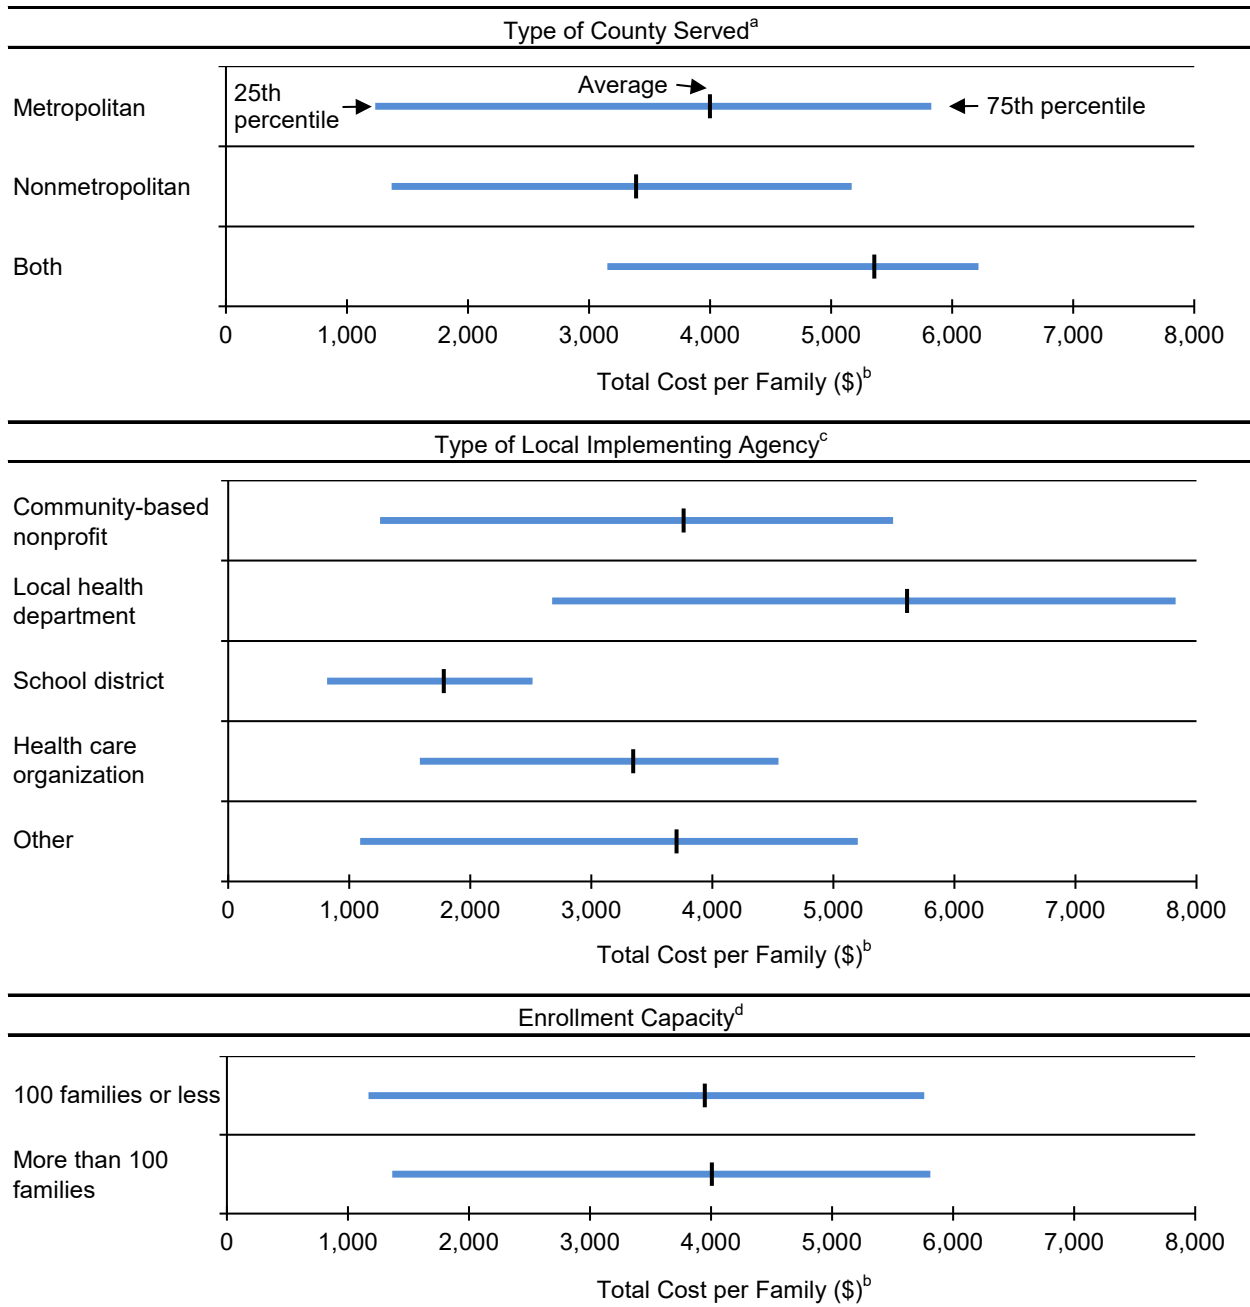 Type of County Servedᵃ
Metropolitan
25th
percentile
Average
75th percentile
Nonmetropolitan
Both
0 1,000 2,000 3,000 4,000 5,000 6,000 7,000 8,000
Total Cost per Family ($)ᵇ
Type of Local Implementing Agencyᶜ
Community-based
nonprofit
Local health
department
School district
Health care
organization
Other
0 1,000 2,000 3,000 4,000 5,000 6,000 7,000 8,000
Total Cost per Family ($)ᵇ
Enrollment Capacityᵈ
100 families or less
More than 100
families
0 1,000 2,000 3,000 4,000 5,000 6,000 7,000 8,000
Total Cost per Family ($)ᵇ